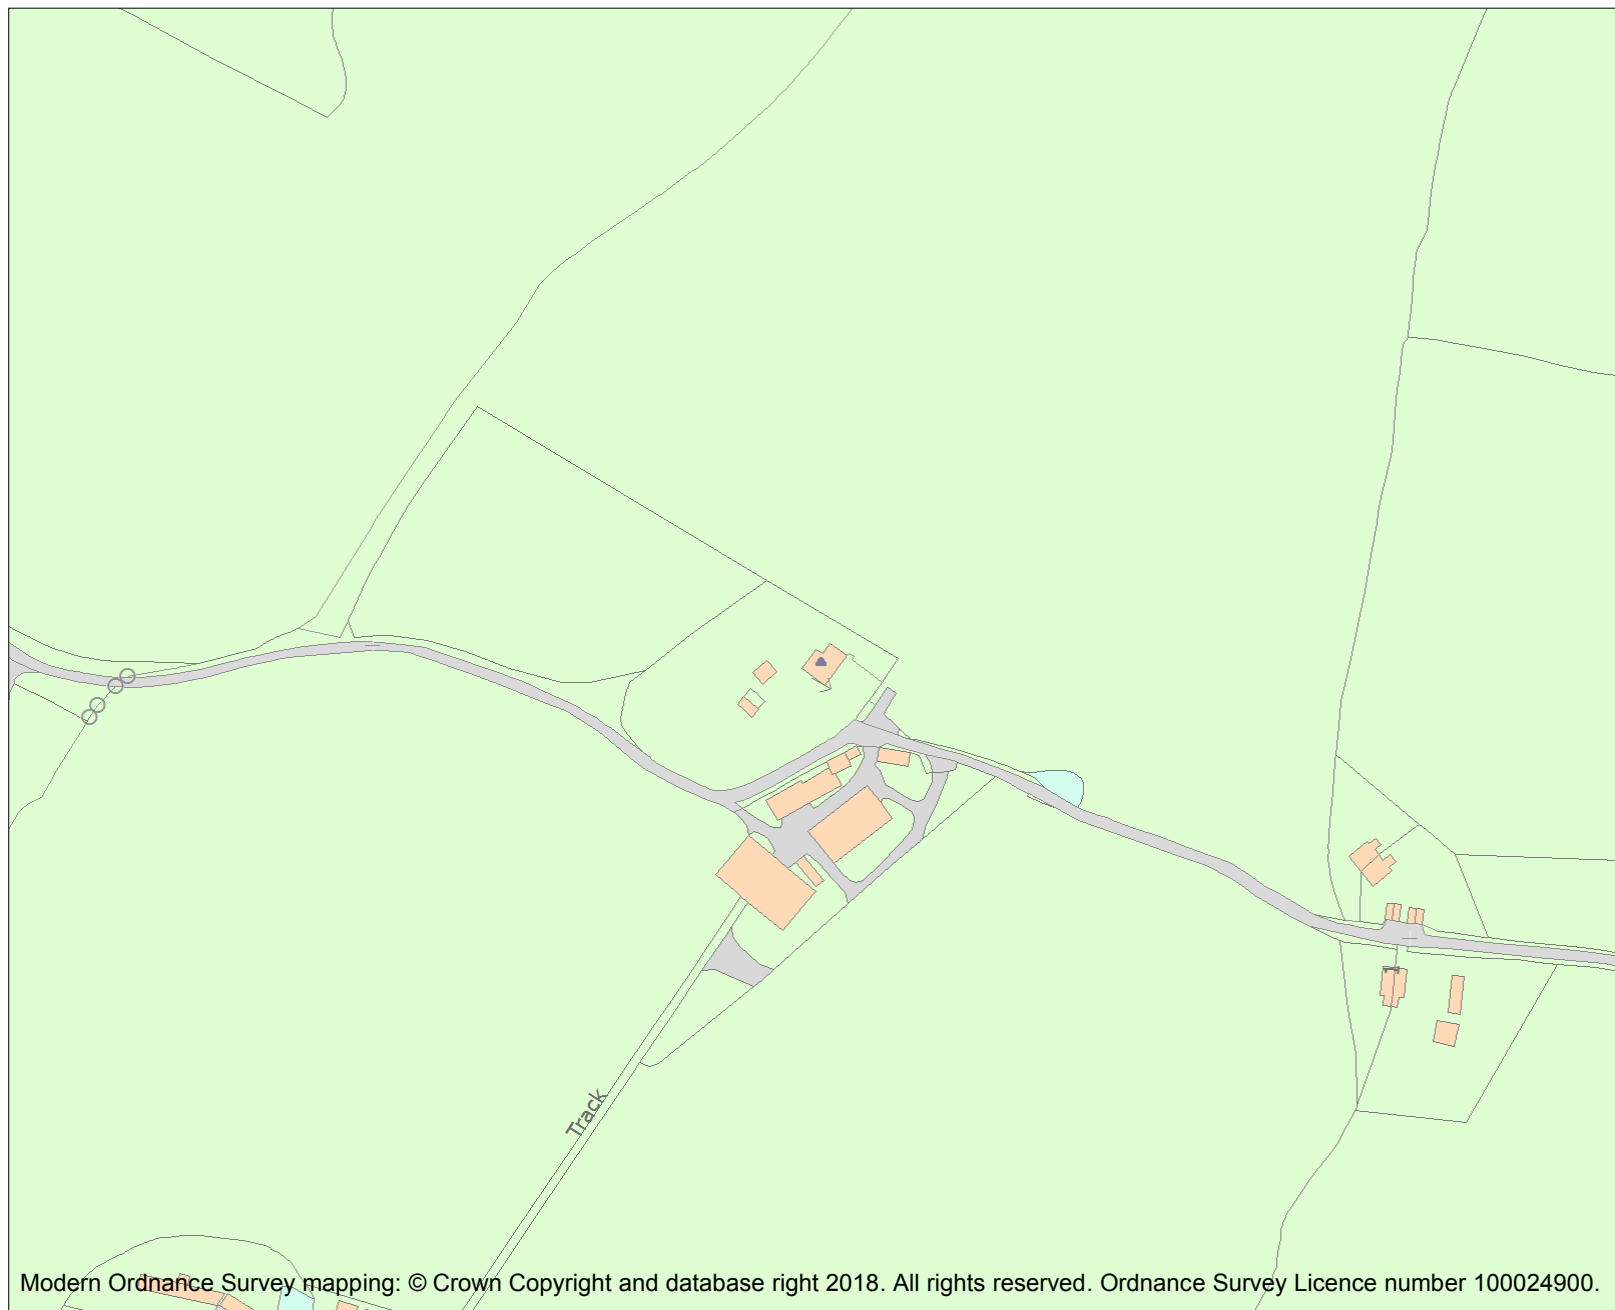 Track
Modern Ordnance Survey mapping: © Crown Copyright and database right 2018. All rights reserved. Ordnance Survey Licence number 100024900.